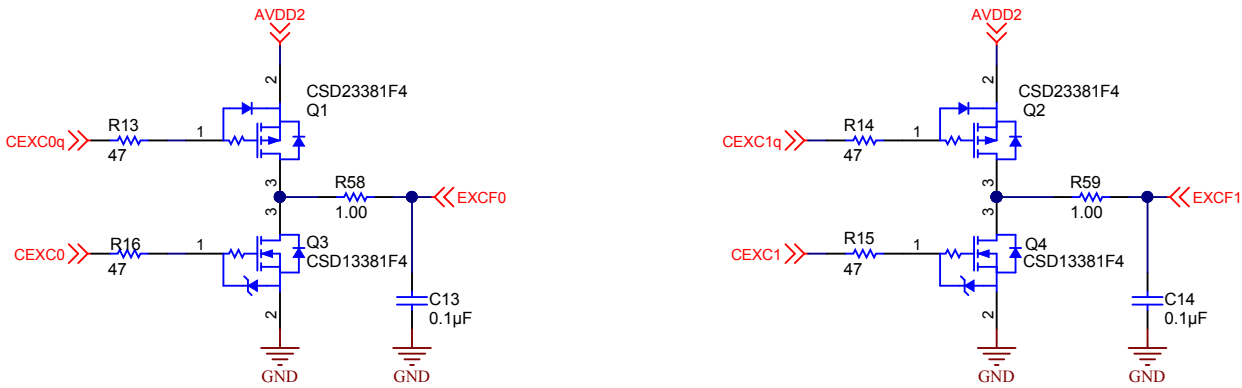 AVDD2
2
CSD23381F4
Q1
R13
CEXC0q
1
47
3
R58
EXCF0
1.00
3
R16
CEXC0
1
47
Q3
CSD13381F4
2
C13
0.1µF
GND
GND
AVDD2
2
CSD23381F4
Q2
R14
CEXC1q
1
47
3
R59
EXCF1
1.00
3
R15
CEXC1
1
47
Q4
CSD13381F4
2
C14
0.1µF
GND
GND